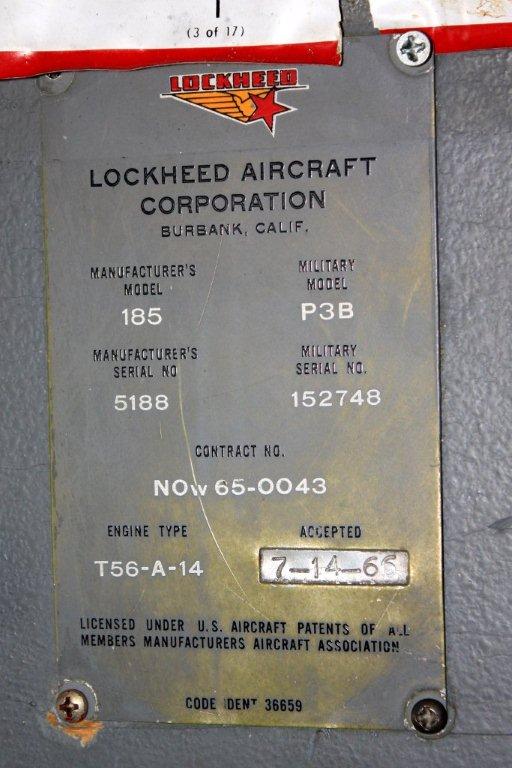 (3 of 17)
LOCKHEED
LOCKHEED AIRCRAFT
CORPORATION
BURBANK, CALIF.
MANUFACTURER'S
MODEL
185
MILITARY
MODEL
P3B
MANUFACTURER'S
SERIAL NO
5188
MILITARY
SERIAL NO.
152748
CONTRACT NO.
NOw 65-0043
ENGINE TYPE
T56-A-14
ACCEPTED
7-14-66
LICENSED UNDER U.S. AIRCRAFT PATENTS OF ALL
MEMBERS MANUFACTURERS AIRCRAFT ASSOCIATION
CODE IDENT 36659